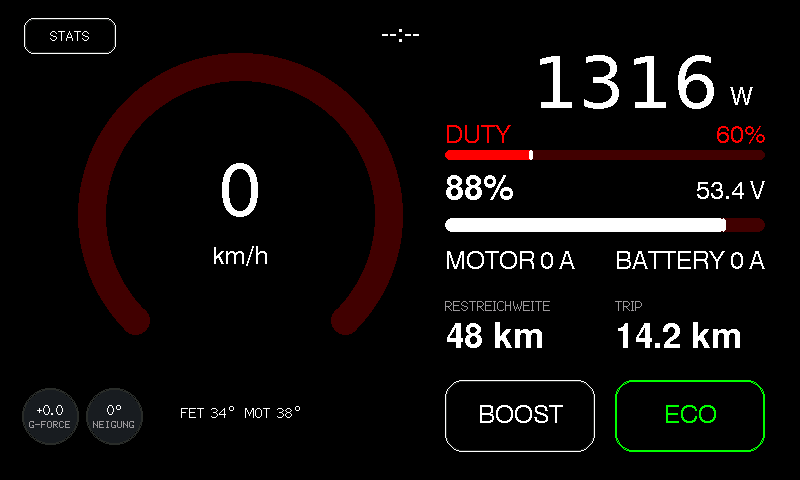 STATS
--:--
1316 W
DUTY 60%
88% 53.4 V
0
km/h
MOTOR 0 A BATTERY 0 A
RESTREICHWEITE TRIP
48 km 14.2 km
+0.0
G-FORCE
0°
NEIGUNG
FET 34° MOT 38°
BOOST ECO